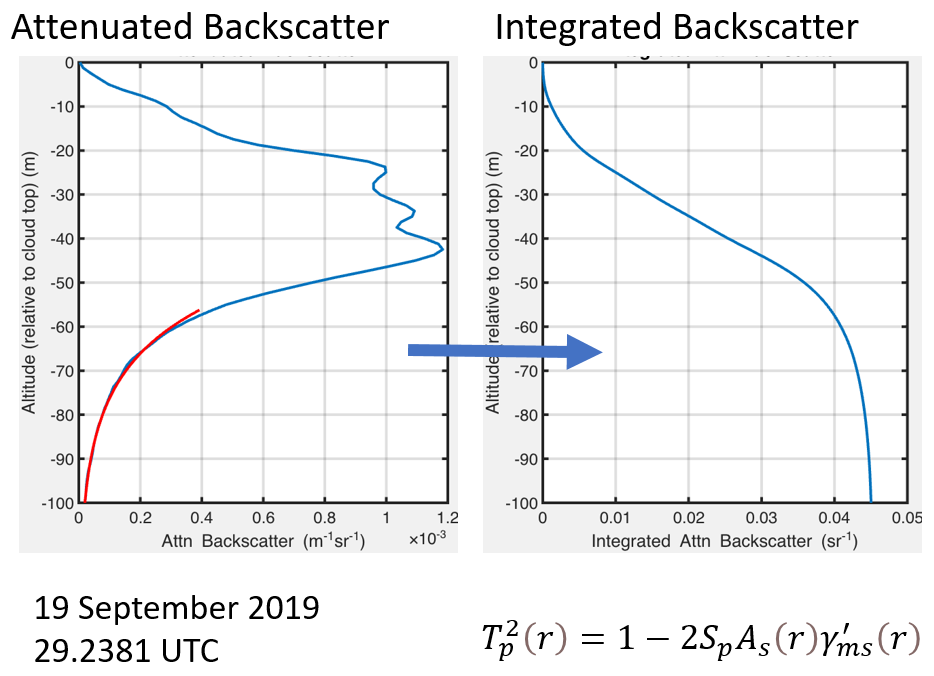 Attenuated Backscatter
Integrated Backscatter
0
-10
-20
-30
-40
-50
-60
-70
-80
-90
-100
Altitude (relative to cloud top) (m)
0 0.2 0.4 0.6 0.8 1 1.2
Attn Backscatter (m⁻¹sr⁻¹) ×10⁻³
0
-10
-20
-30
-40
-50
-60
-70
-80
-90
-100
Altitude (relative to cloud top) (m)
0 0.01 0.02 0.03 0.04 0.05
Integrated Attn Backscatter (sr⁻¹)
19 September 2019
29.2381 UTC
T_p^2(r) = 1 − 2S_pA_s(r)γ′_ms(r)